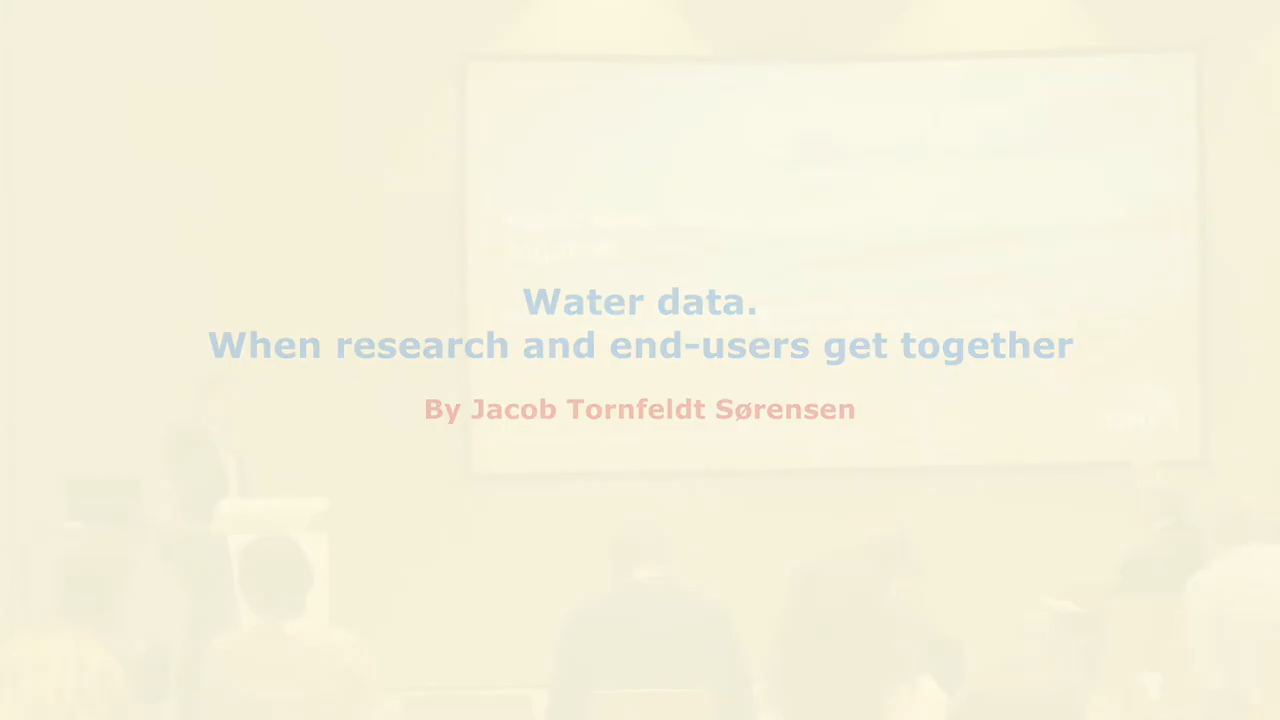 Water data.
When research and end-users get together
By Jacob Tornfeldt Sørensen